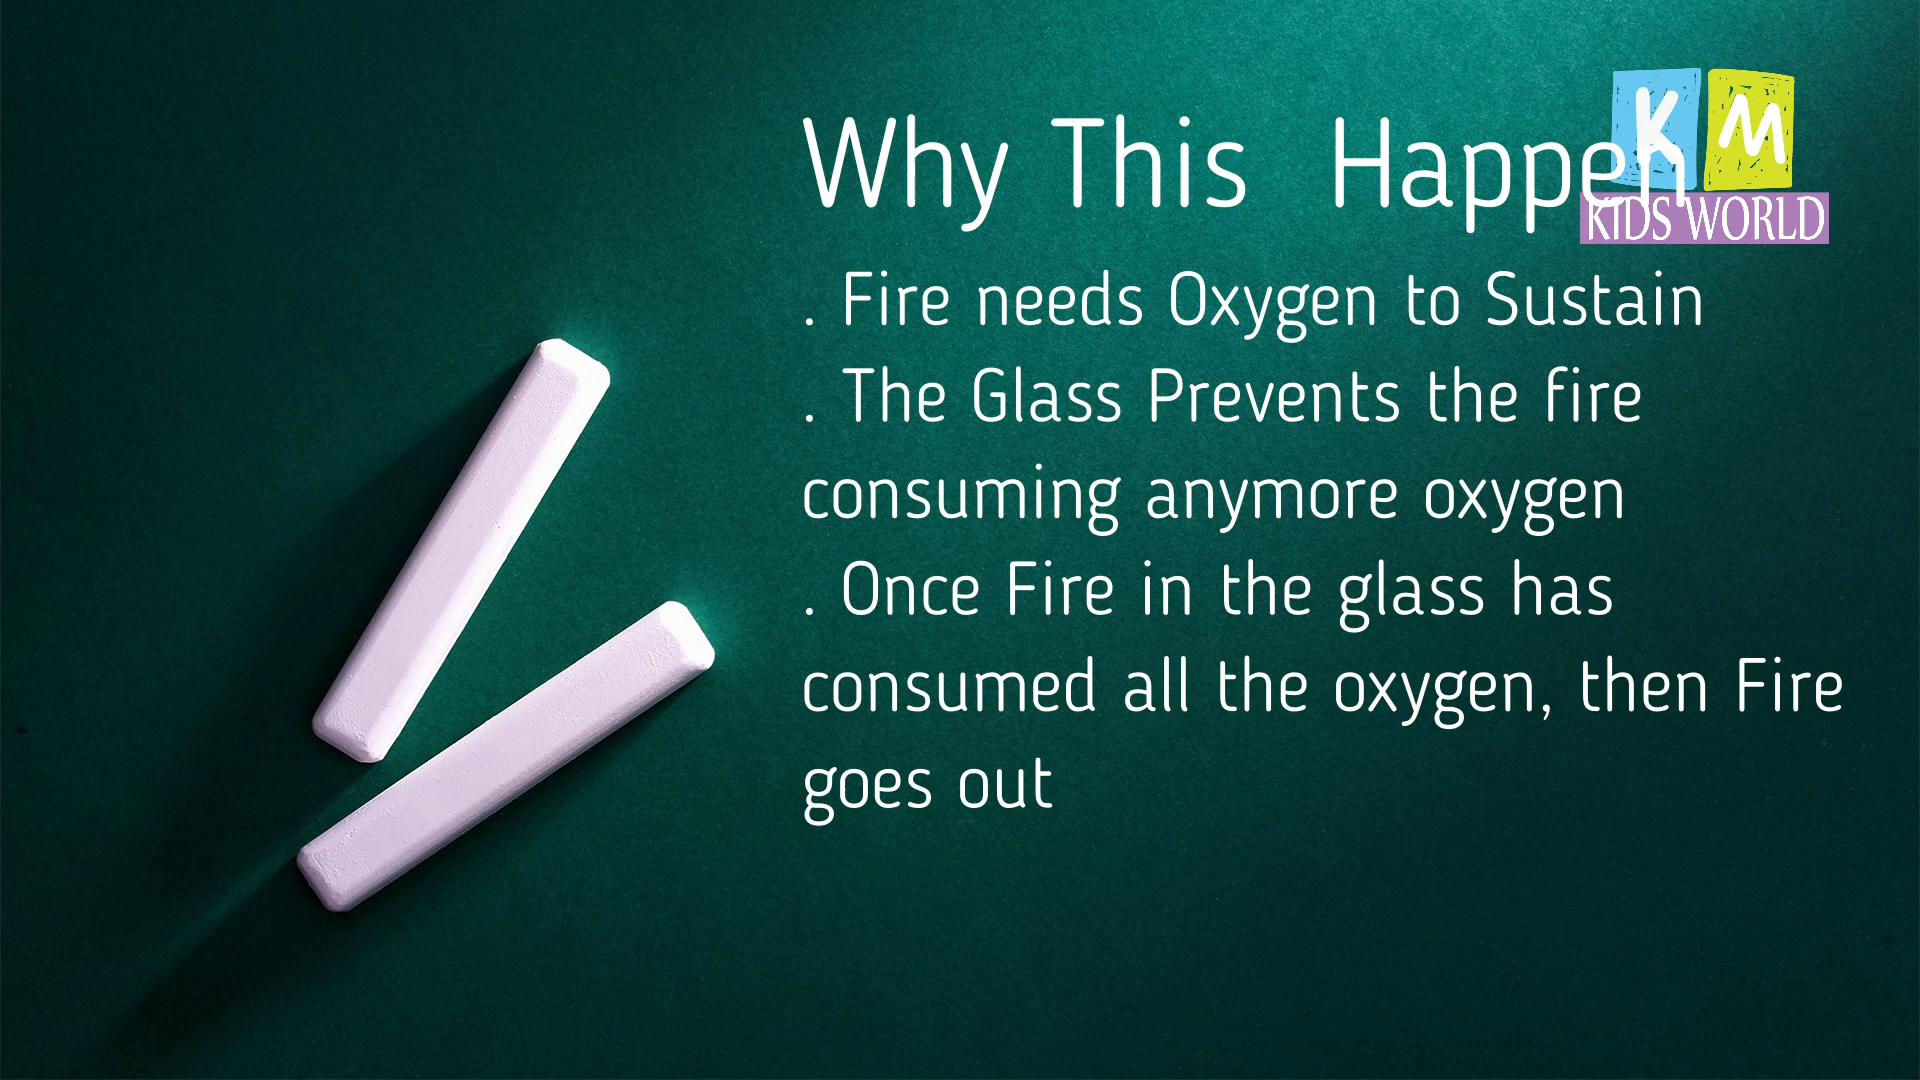 Why This Happen
K M
KIDS WORLD
. Fire needs Oxygen to Sustain
. The Glass Prevents the fire
consuming anymore oxygen
. Once Fire in the glass has
consumed all the oxygen, then Fire
goes out